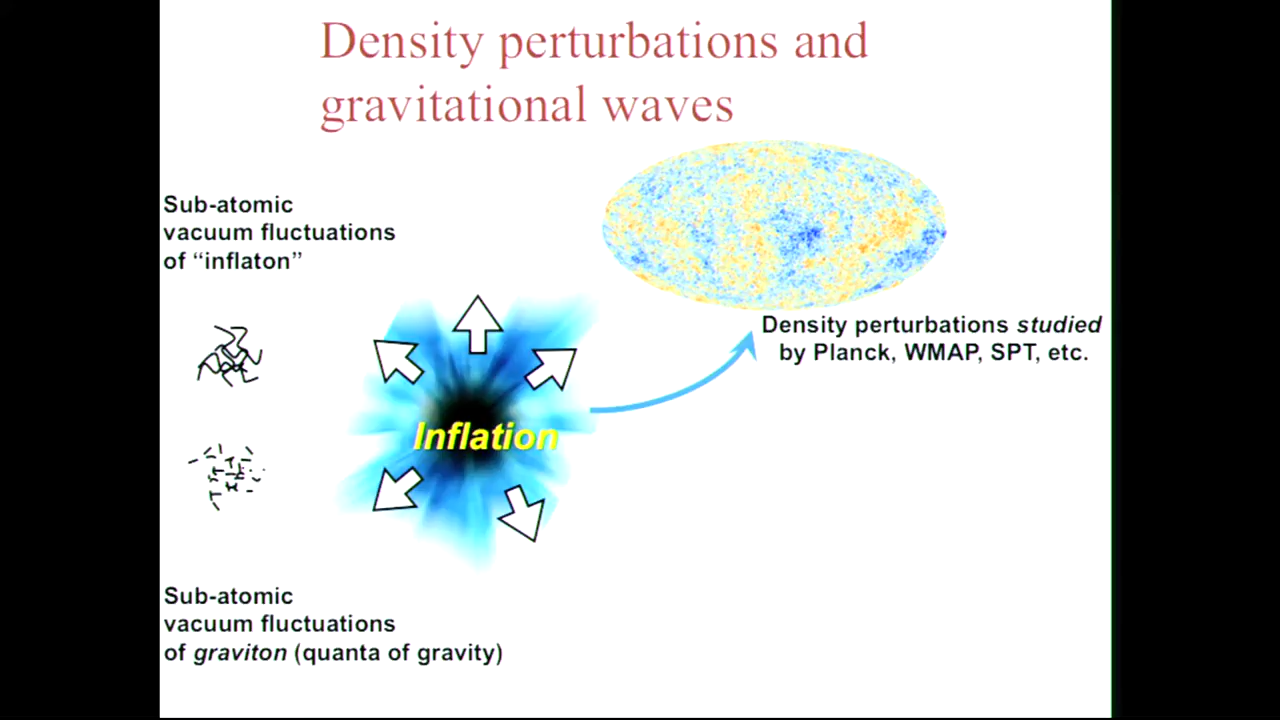 Density perturbations and
gravitational waves
Sub-atomic
vacuum fluctuations
of “inflaton”
Density perturbations studied
by Planck, WMAP, SPT, etc.
Inflation
Sub-atomic
vacuum fluctuations
of graviton (quanta of gravity)